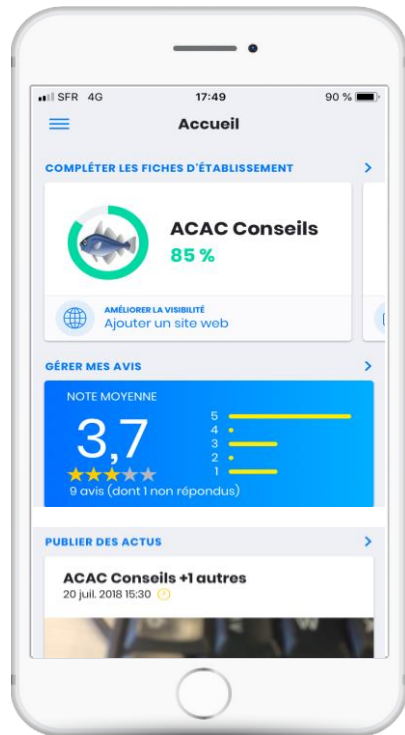 SFR 4G 17:49 90 %
Accueil
COMPLÉTER LES FICHES D'ÉTABLISSEMENT >
ACAC Conseils
85 %
AMÉLIORER LA VISIBILITÉ
Ajouter un site web
GÉRER MES AVIS >
NOTE MOYENNE
3,7
5
4
3
2
1
9 avis (dont 1 non répondus)
PUBLIER DES ACTUS >
ACAC Conseils +1 autres
20 juil. 2018 15:30